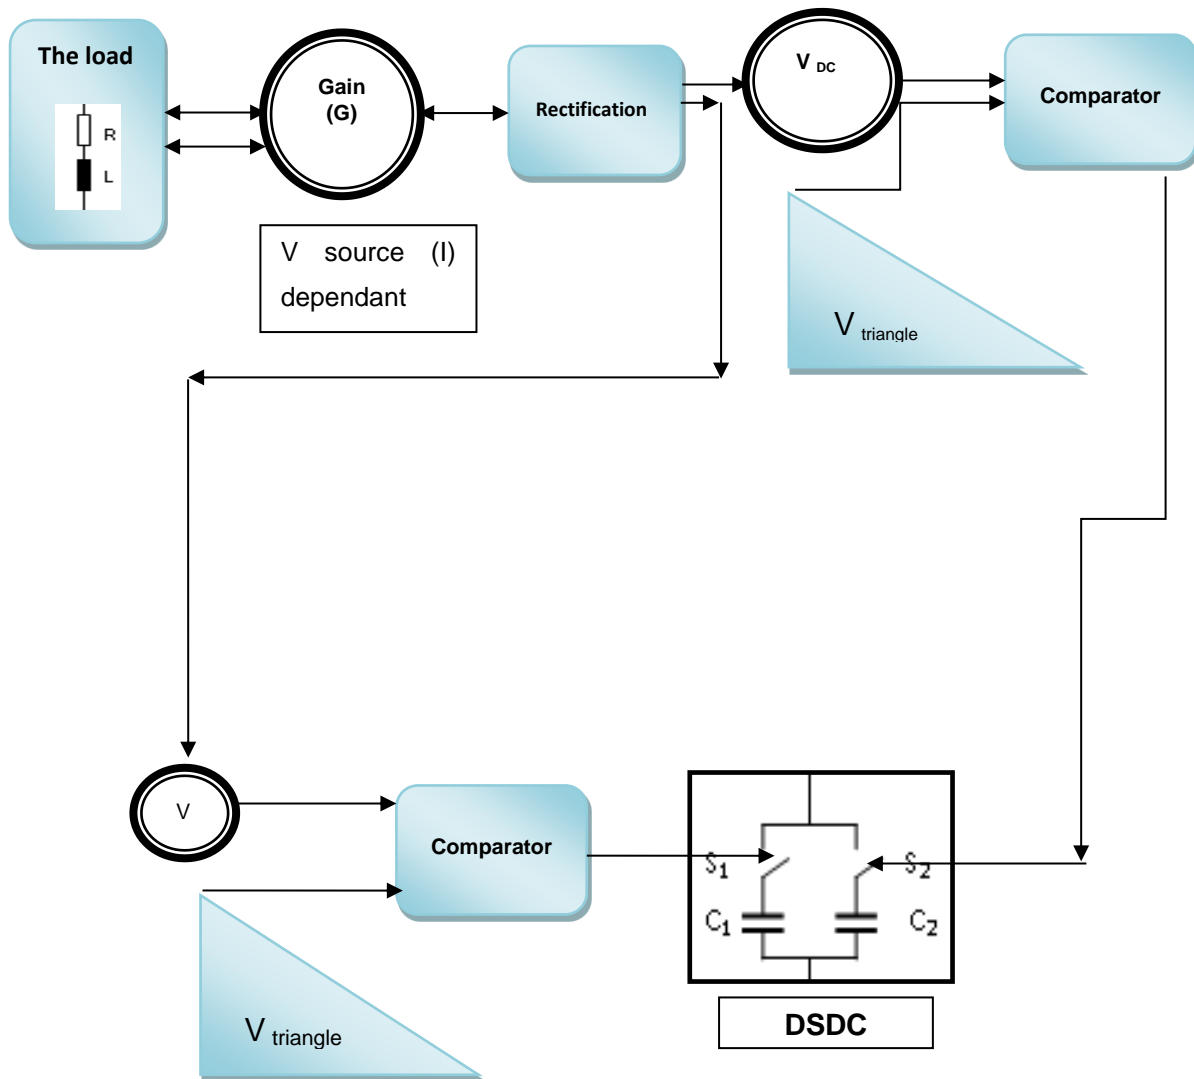 The load
R
L
Gain
(G)
Rectification
V DC
Comparator
V source (I)
dependant
V triangle
V
Comparator
V triangle
S1
S2
C1
C2
DSDC